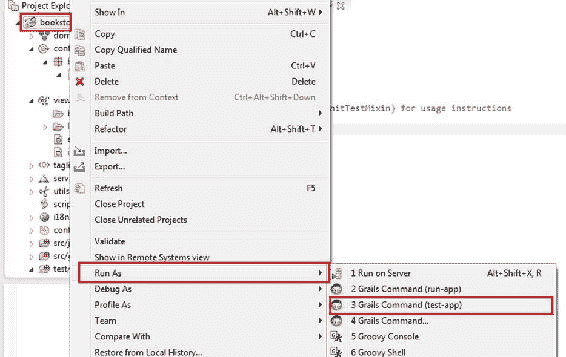 Project Explo
booksto
dom
con
view
taglib
serv
utils
scrip
i18n
con
src/j
src/
test/
Show In Alt+Shift+W
Copy Ctrl+C
Copy Qualified Name
Paste Ctrl+V
Delete Delete
Remove from Context Ctrl+Alt+Shift+Down
Build Path
Refactor Alt+Shift+T
Import...
Export...
Refresh F5
Close Project
Close Unrelated Projects
Validate
Show in Remote Systems view
Run As
Debug As
Profile As
Team
Compare With
Restore from Local History...
nitTestMixin} for usage instructions
1 Run on Server Alt+Shift+X, R
2 Grails Command (run-app)
3 Grails Command (test-app)
4 Grails Command...
5 Groovy Console
6 Groovy Shell